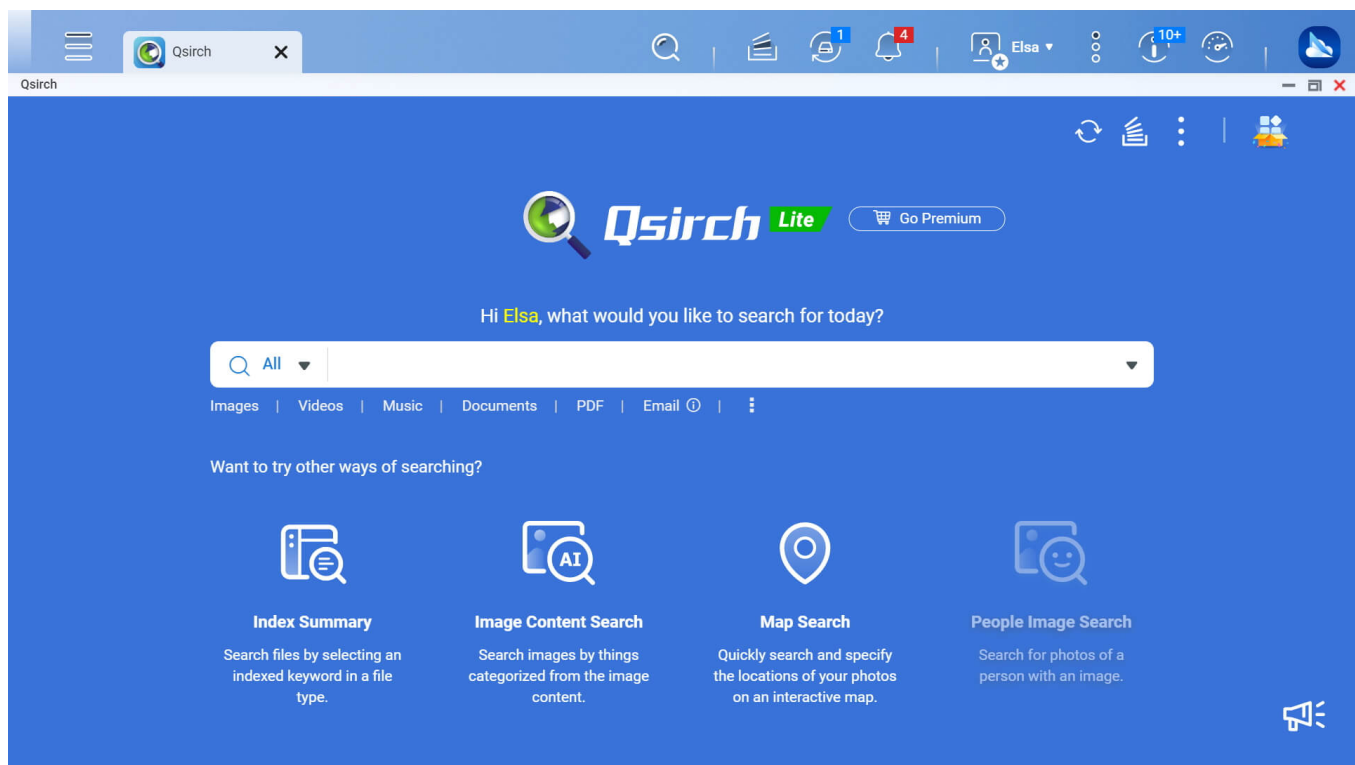 Qsirch
1
4
Elsa
10+
Qsirch
Qsirch Lite Go Premium
Hi Elsa, what would you like to search for today?
All
Images | Videos | Music | Documents | PDF | Email |
Want to try other ways of searching?
AI
Index Summary
Search files by selecting an
indexed keyword in a file
type.
Image Content Search
Search images by things
categorized from the image
content.
Map Search
Quickly search and specify
the locations of your photos
on an interactive map.
People Image Search
Search for photos of a
person with an image.